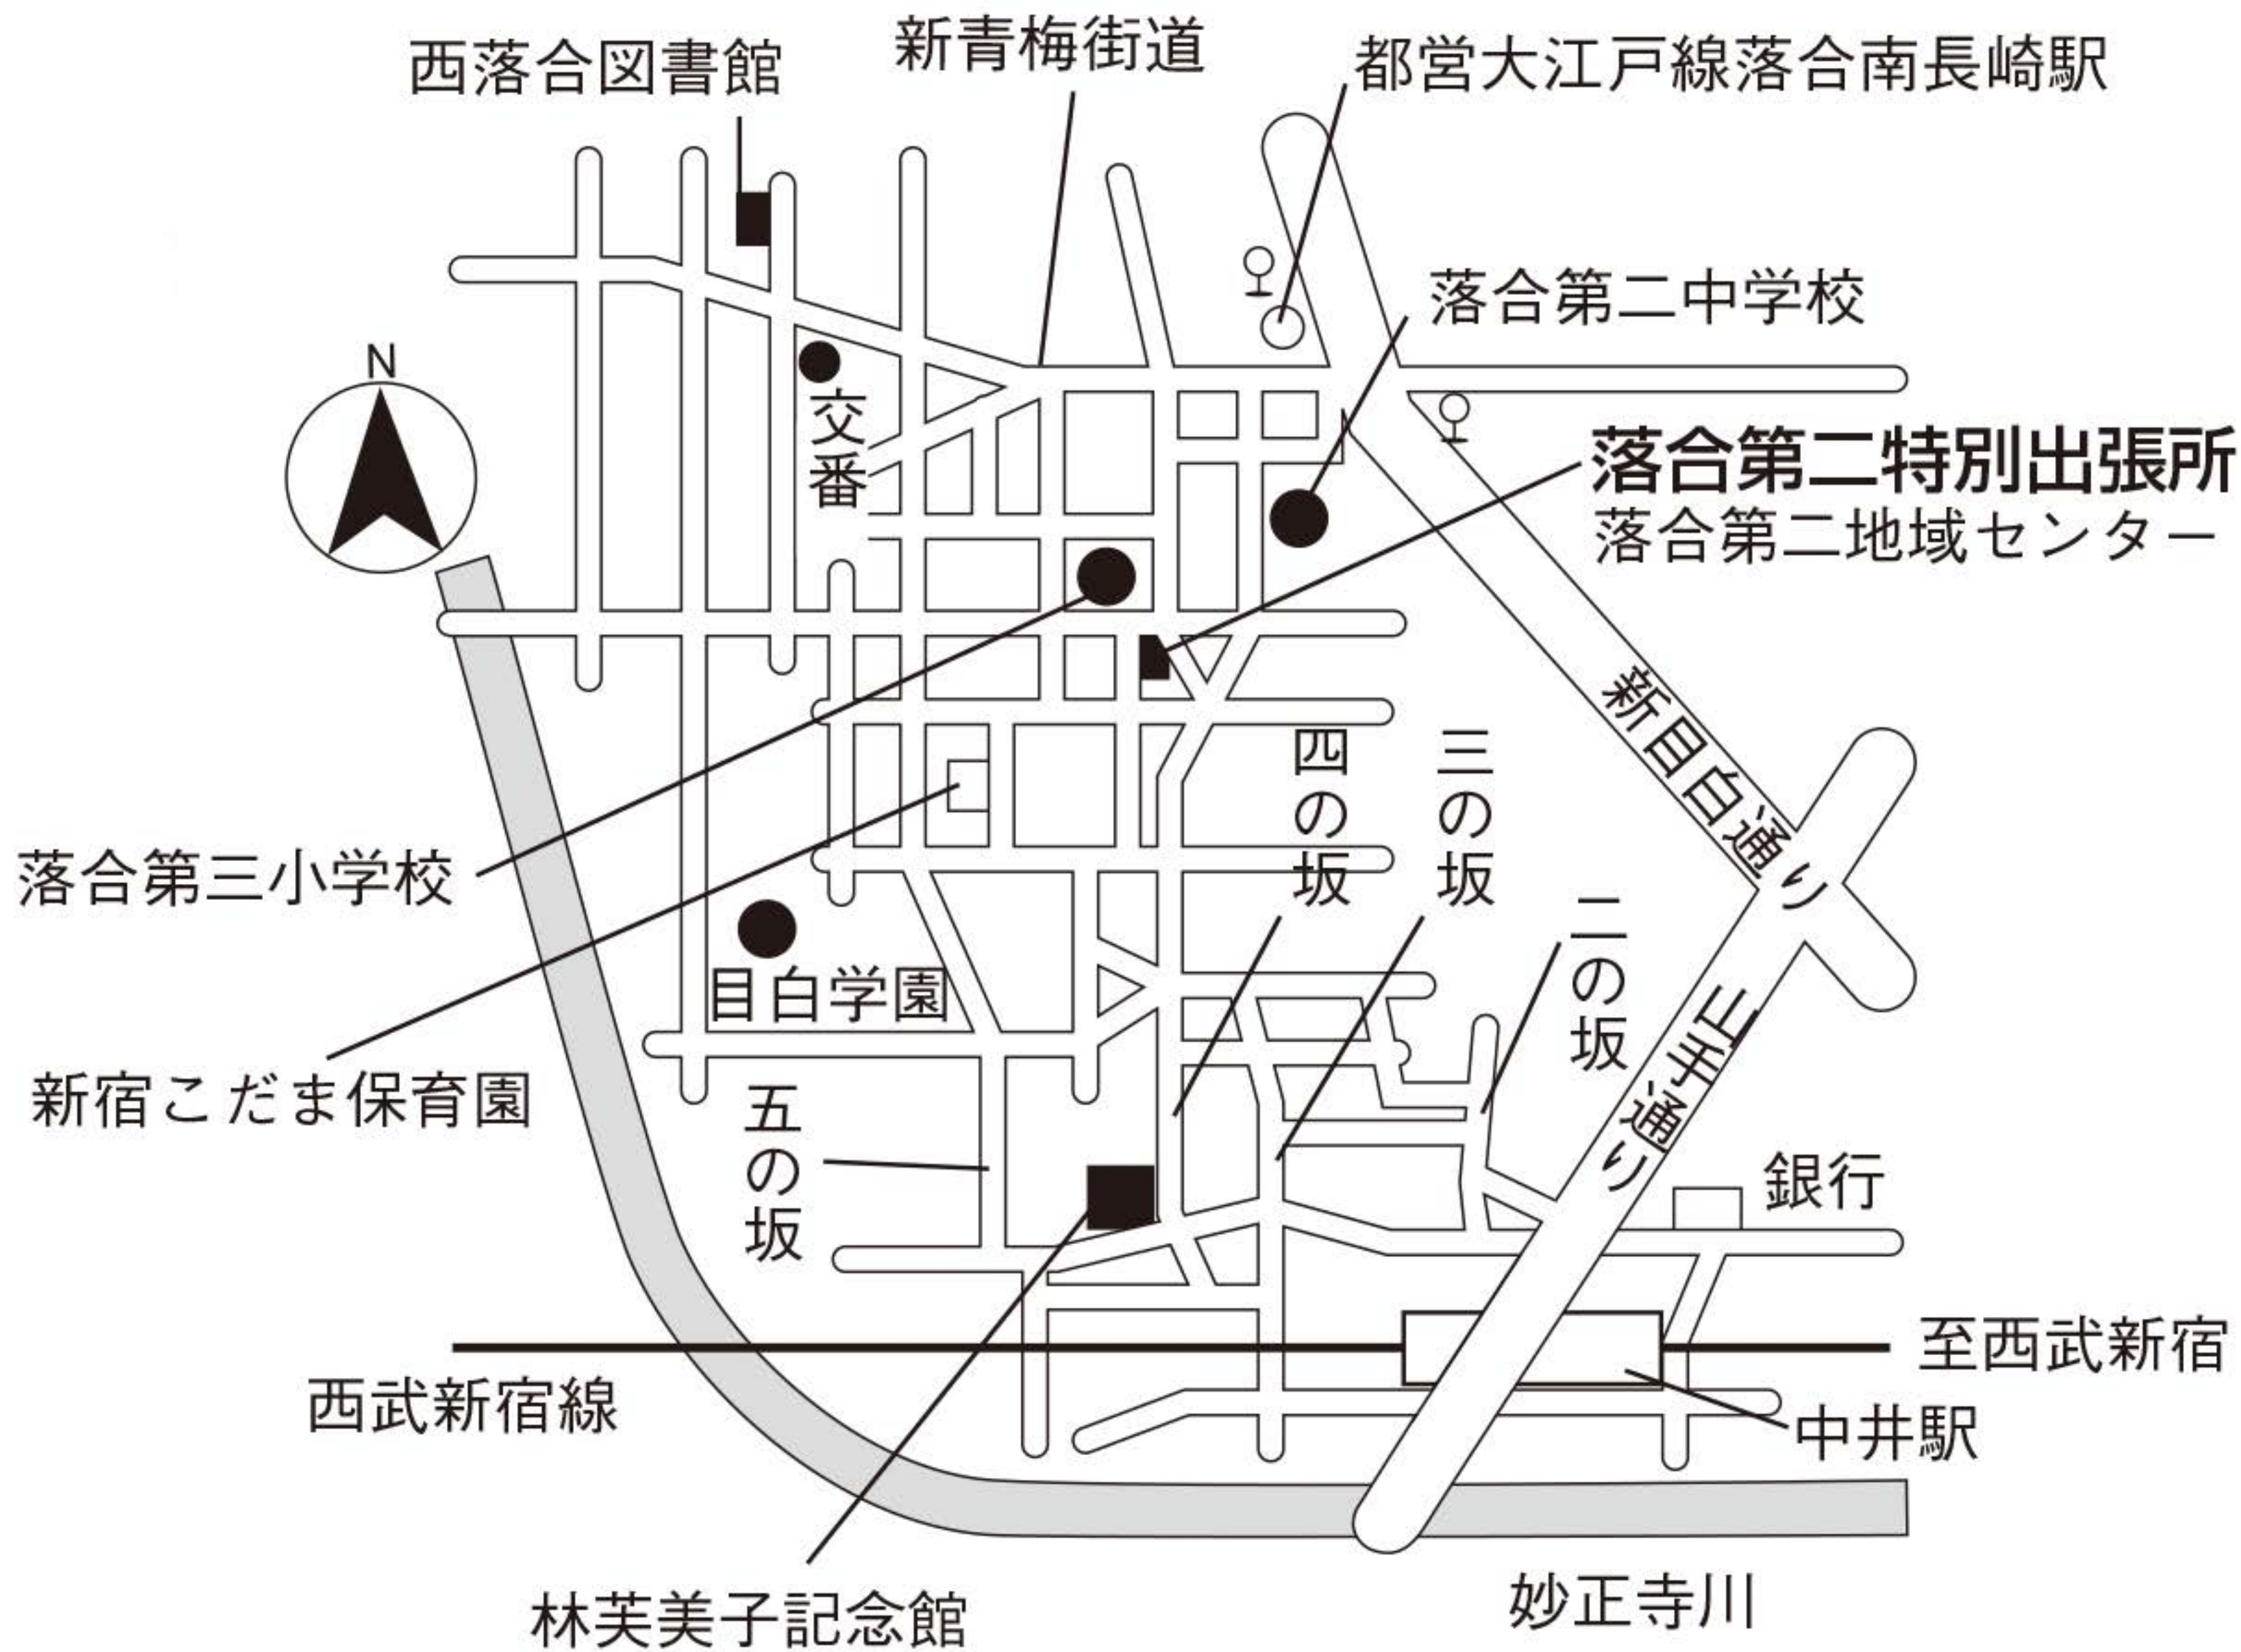 西落合図書館
新青梅街道
都営大江戸線落合南長崎駅
落合第二中学校
N
交番
落合第二特別出張所
落合第二地域センター
新目白通り
四の坂
三の坂
二の坂
落合第三小学校
目白学園
山手通り
新宿こだま保育園
五の坂
銀行
至西武新宿
西武新宿線
中井駅
妙正寺川
林芙美子記念館